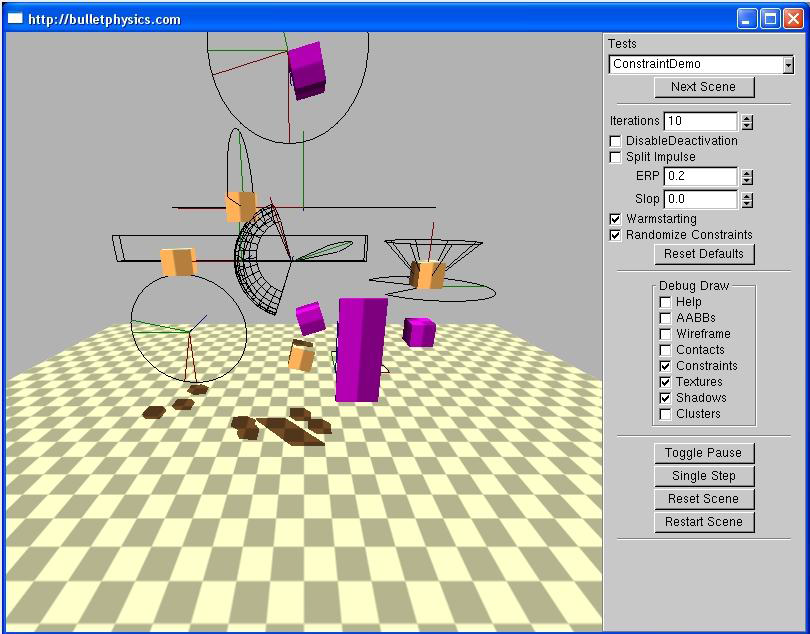 http://bulletphysics.com
Tests
ConstraintDemo
Next Scene
Iterations 10
DisableDeactivation
Split Impulse
ERP 0.2
Slop 0.0
Warmstarting
Randomize Constraints
Reset Defaults
Debug Draw
Help
AABBs
Wireframe
Contacts
Constraints
Textures
Shadows
Clusters
Toggle Pause
Single Step
Reset Scene
Restart Scene